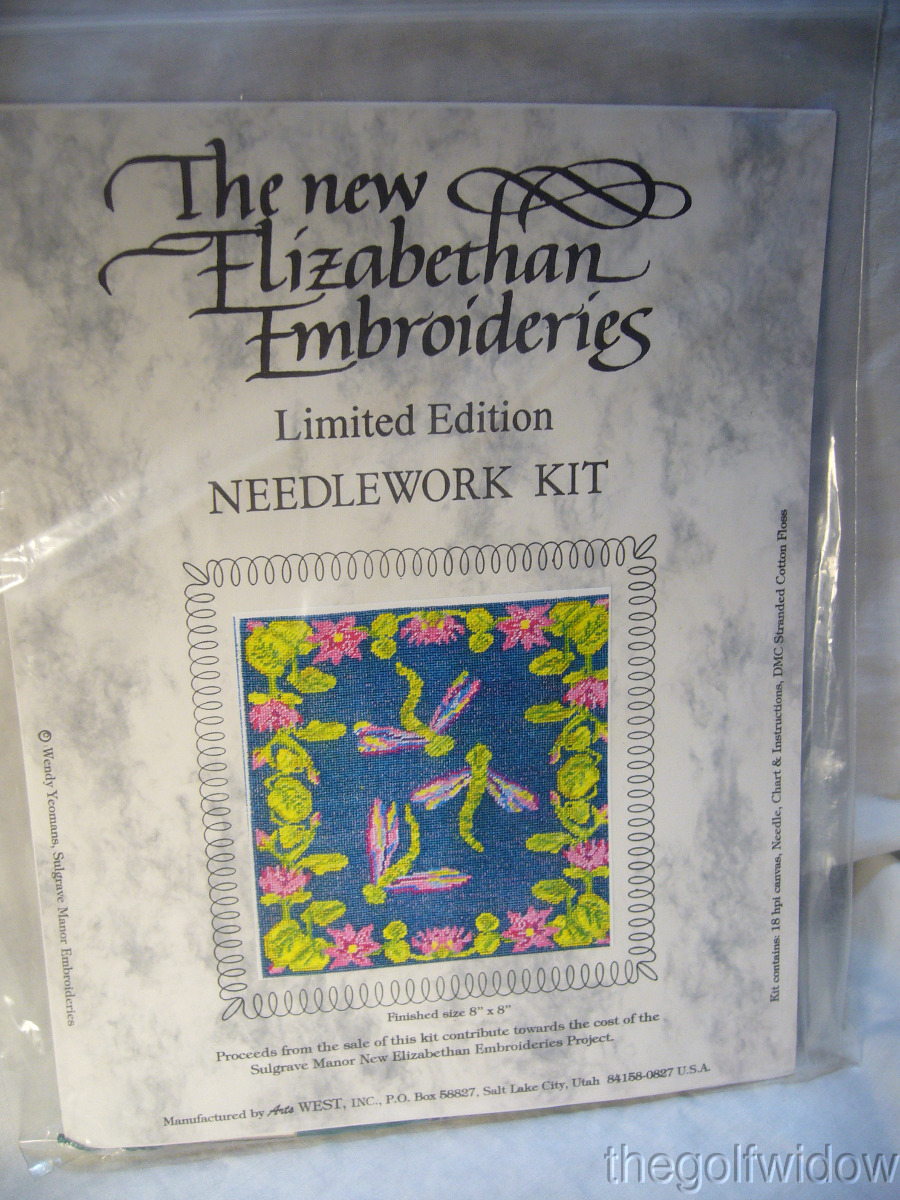 The new
Elizabethan
Embroideries
Limited Edition
NEEDLEWORK KIT
© Wendy Yeomans, Sulgrave Manor Embroideries
Kit contains: 18 hpi canvas, Needle, Chart & Instructions, DMC Stranded Cotton Floss
Finished size 8" x 8"
Proceeds from the sale of this kit contribute towards the cost of the
Sulgrave Manor New Elizabethan Embroideries Project.
Manufactured by Arts WEST, INC., P.O. Box 58827, Salt Lake City, Utah 84158-0827 U.S.A.
thegolfwidow